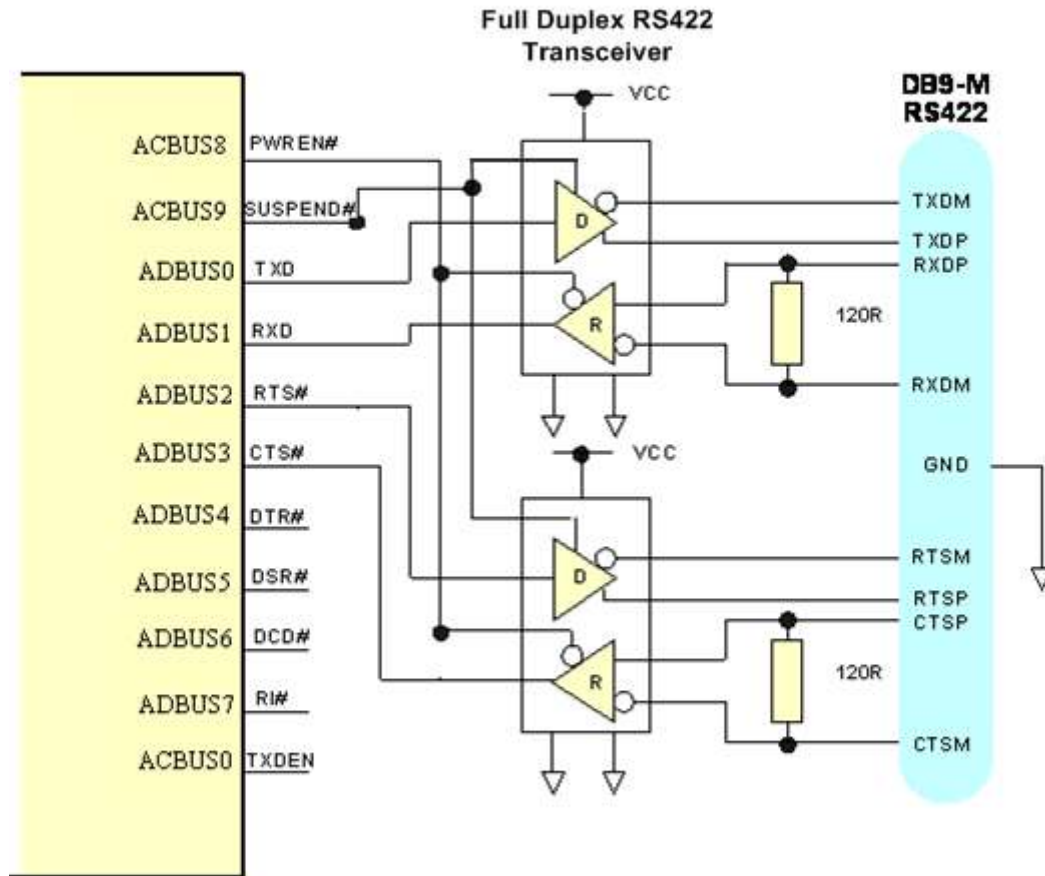 Full Duplex RS422
Transceiver
VCC
DB9-M
RS422
ACBUS8
PWREN#
ACBUS9
SUSPEND#
ADBUS0
TXD
ADBUS1
RXD
ADBUS2
RTS#
ADBUS3
CTS#
ADBUS4
DTR#
ADBUS5
DSR#
ADBUS6
DCD#
ADBUS7
RI#
ACBUS0
TXDEN
D
R
VCC
D
R
TXDM
TXDP
RXDP
120R
RXDM
GND
RTSM
RTSP
CTSP
120R
CTSM